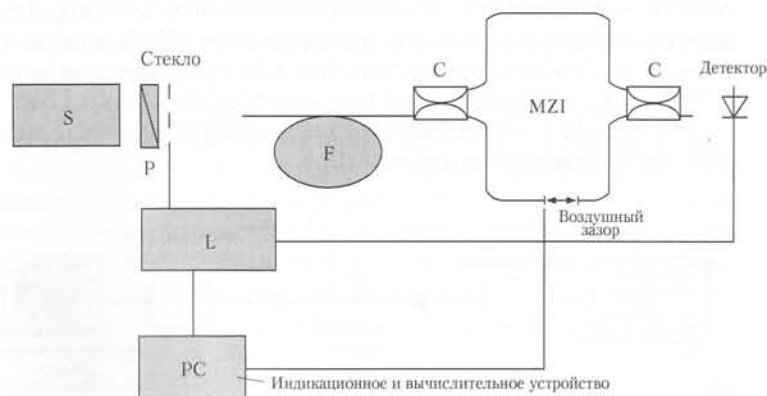 Стекло
C
C
Детектор
S
MZI
P
F
Воздушный
зазор
L
PC
Индикационное и вычислительное устройство